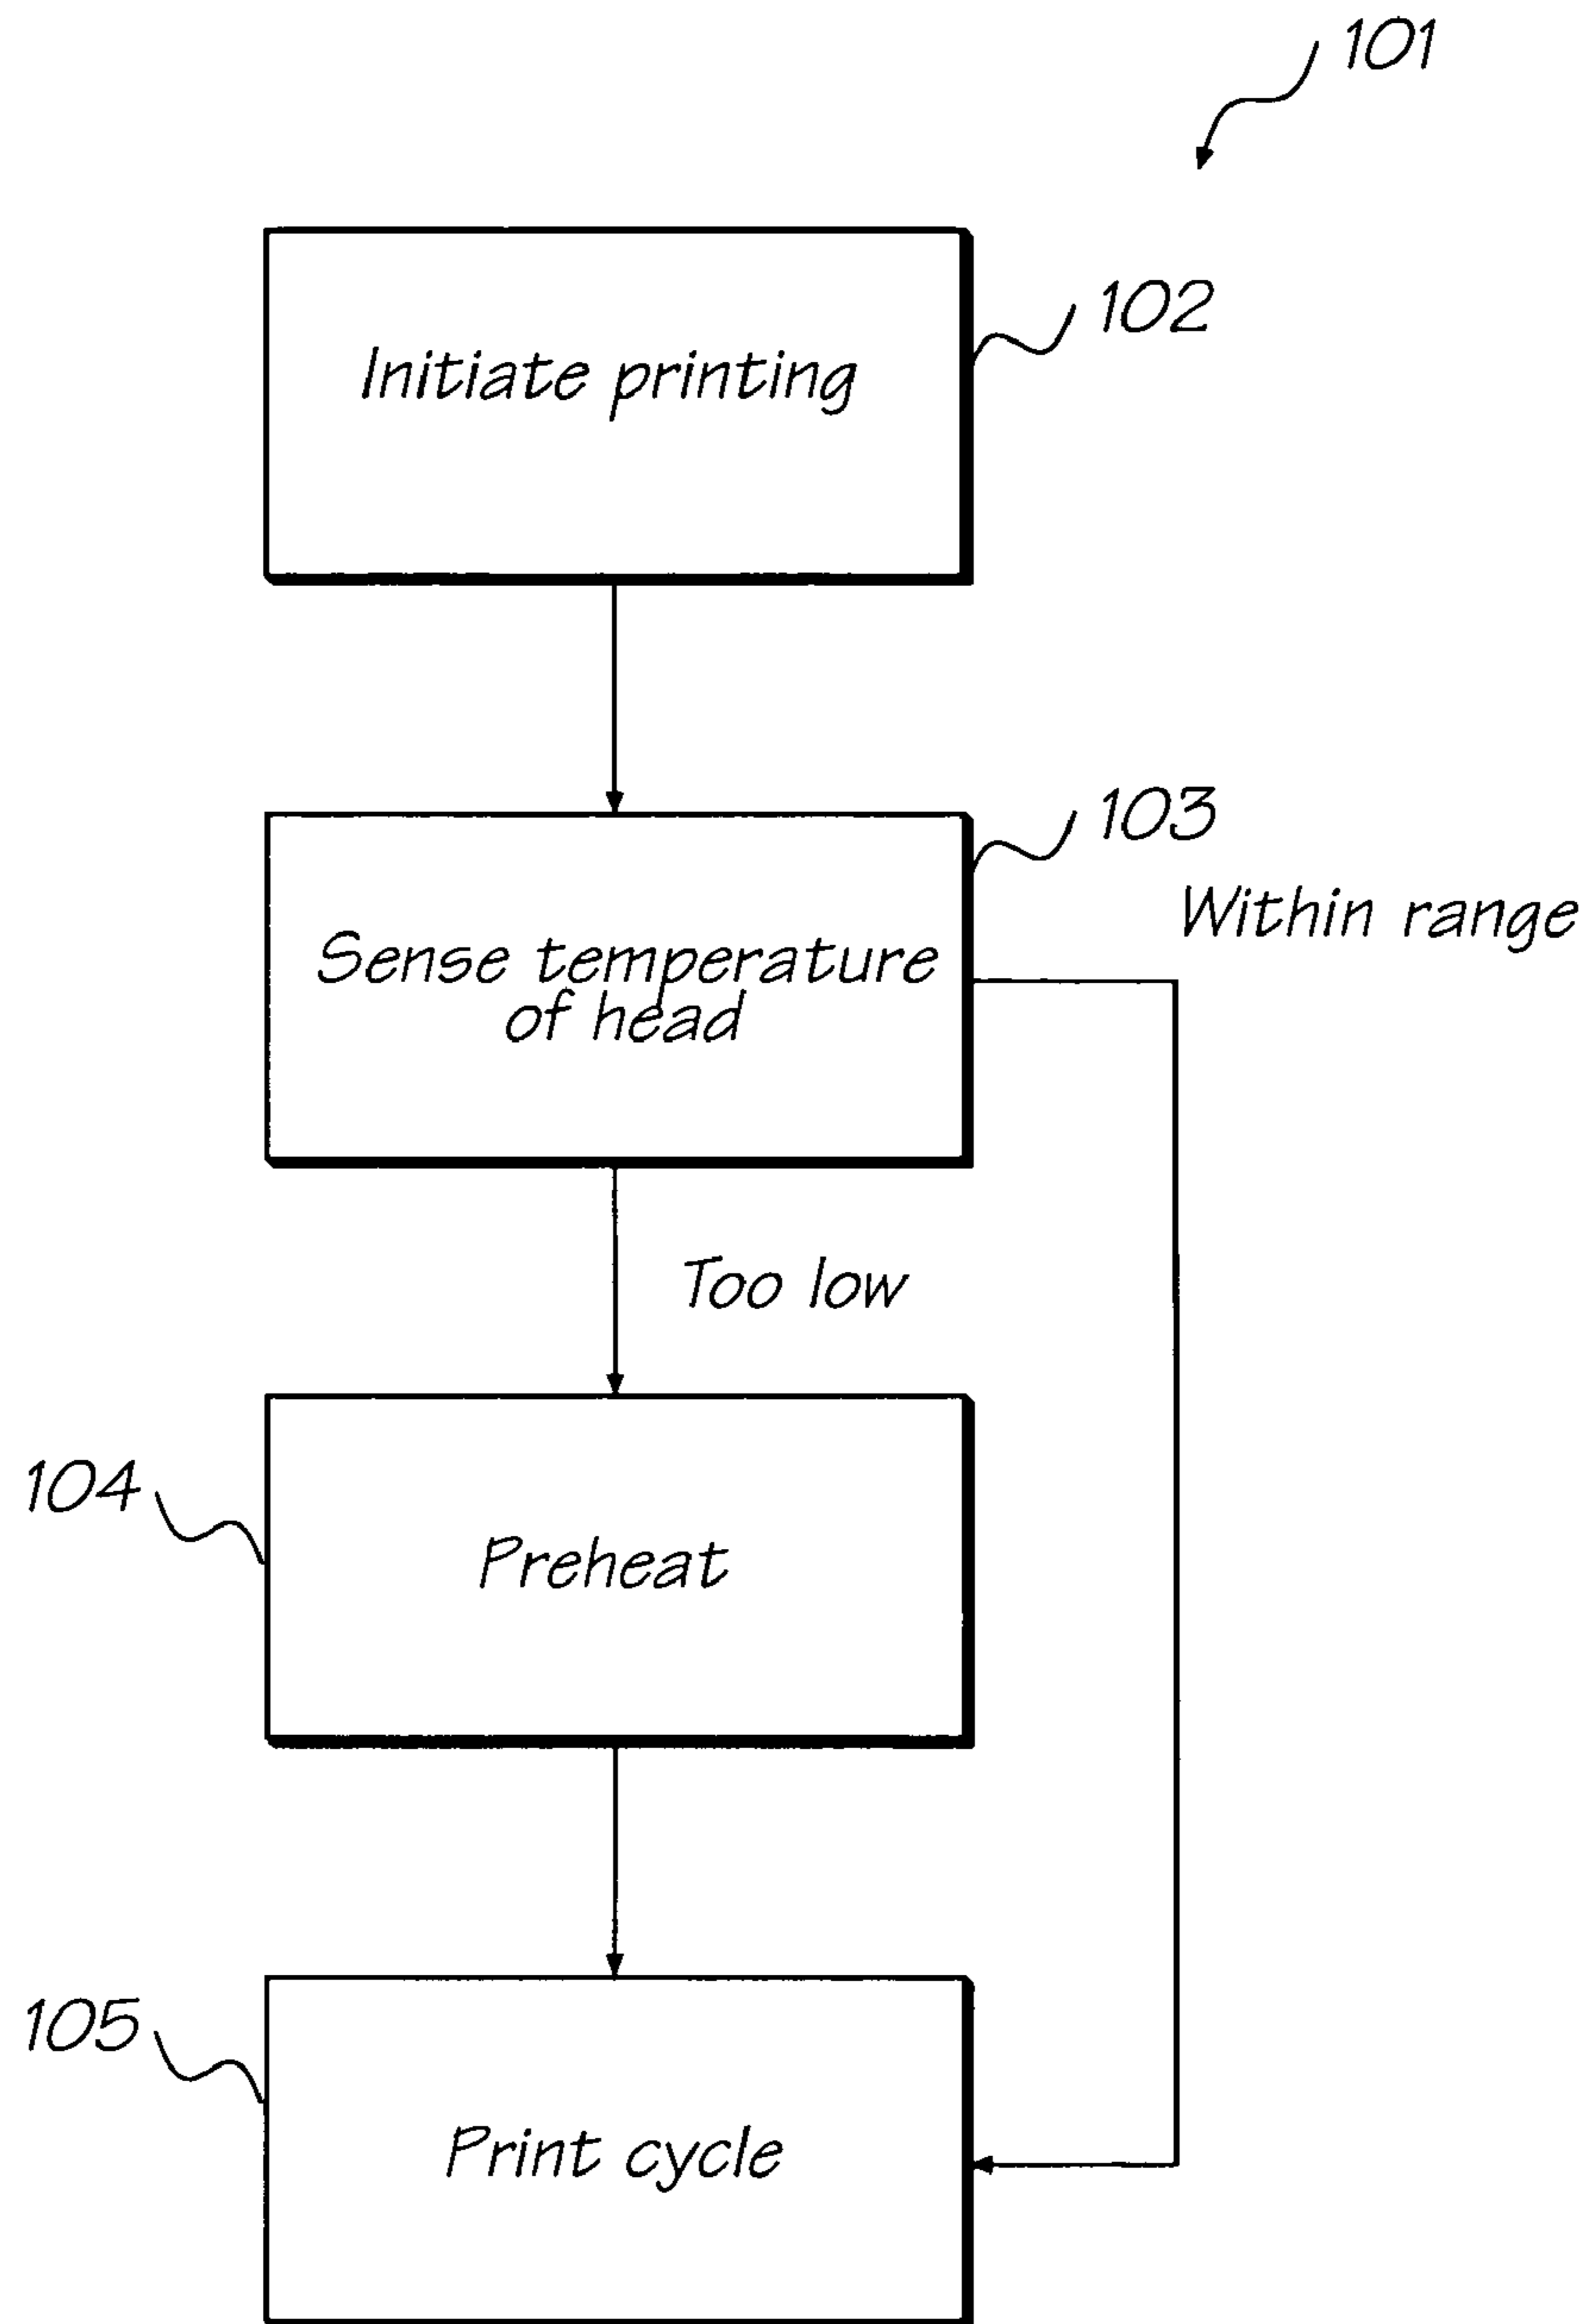 101
Initiate printing
102
103
Within range
Sense temperature
of head
Too low
104
Preheat
105
Print cycle